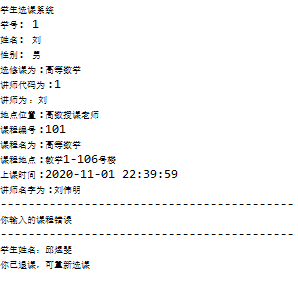 学生选课系统
学号: 1
姓名: 刘
性别: 男
选修课为:高等数学
讲师代码为:1
讲师为:刘
地点位置:高数授课老师
课程编号:101
课程名为:高等数学
课程地点:教学1-106号楼
上课时间:2020-11-01 22:39:59
讲师名字为:刘伟明
------------------------------------------
你输入的课程错误
------------------------------------------
学生姓名: 邱煜斐
你已退课，可重新选课